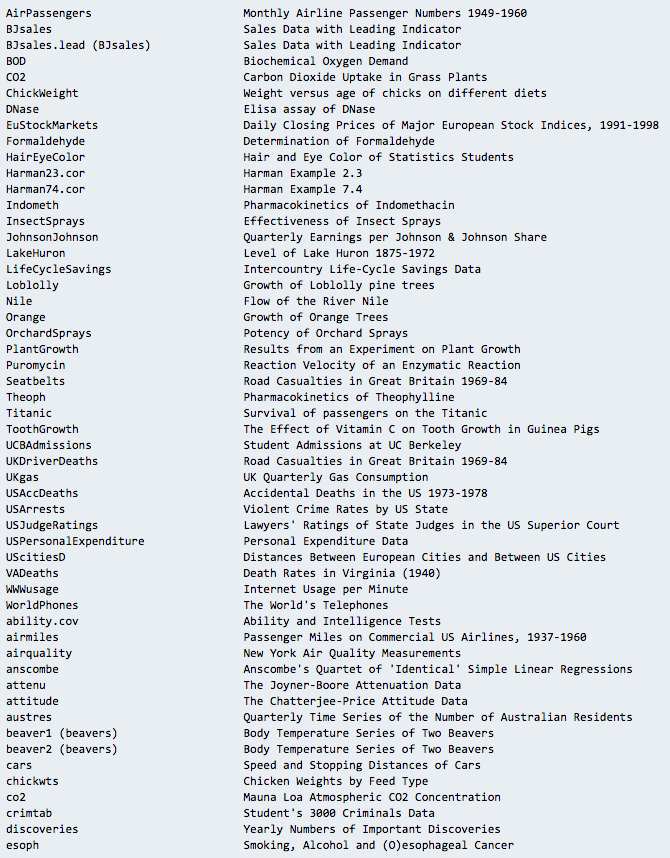 AirPassengers Monthly Airline Passenger Numbers 1949-1960
BJsales Sales Data with Leading Indicator
BJsales.lead (BJsales) Sales Data with Leading Indicator
BOD Biochemical Oxygen Demand
CO2 Carbon Dioxide Uptake in Grass Plants
ChickWeight Weight versus age of chicks on different diets
DNase Elisa assay of DNase
EuStockMarkets Daily Closing Prices of Major European Stock Indices, 1991-1998
Formaldehyde Determination of Formaldehyde
HairEyeColor Hair and Eye Color of Statistics Students
Harman23.cor Harman Example 2.3
Harman74.cor Harman Example 7.4
Indometh Pharmacokinetics of Indomethacin
InsectSprays Effectiveness of Insect Sprays
JohnsonJohnson Quarterly Earnings per Johnson & Johnson Share
LakeHuron Level of Lake Huron 1875-1972
LifeCycleSavings Intercountry Life-Cycle Savings Data
Loblolly Growth of Loblolly pine trees
Nile Flow of the River Nile
Orange Growth of Orange Trees
OrchardSprays Potency of Orchard Sprays
PlantGrowth Results from an Experiment on Plant Growth
Puromycin Reaction Velocity of an Enzymatic Reaction
Seatbelts Road Casualties in Great Britain 1969-84
Theoph Pharmacokinetics of Theophylline
Titanic Survival of passengers on the Titanic
ToothGrowth The Effect of Vitamin C on Tooth Growth in Guinea Pigs
UCBAdmissions Student Admissions at UC Berkeley
UKDriverDeaths Road Casualties in Great Britain 1969-84
UKgas UK Quarterly Gas Consumption
USAccDeaths Accidental Deaths in the US 1973-1978
USArrests Violent Crime Rates by US State
USJudgeRatings Lawyers' Ratings of State Judges in the US Superior Court
USPersonalExpenditure Personal Expenditure Data
UScitiesD Distances Between European Cities and Between US Cities
VADeaths Death Rates in Virginia (1940)
WWWusage Internet Usage per Minute
WorldPhones The World's Telephones
ability.cov Ability and Intelligence Tests
airmiles Passenger Miles on Commercial US Airlines, 1937-1960
airquality New York Air Quality Measurements
anscombe Anscombe's Quartet of 'Identical' Simple Linear Regressions
attenu The Joyner-Boore Attenuation Data
attitude The Chatterjee-Price Attitude Data
austres Quarterly Time Series of the Number of Australian Residents
beaver1 (beavers) Body Temperature Series of Two Beavers
beaver2 (beavers) Body Temperature Series of Two Beavers
cars Speed and Stopping Distances of Cars
chickwts Chicken Weights by Feed Type
co2 Mauna Loa Atmospheric CO2 Concentration
crimtab Student's 3000 Criminals Data
discoveries Yearly Numbers of Important Discoveries
esoph Smoking, Alcohol and (O)esophageal Cancer